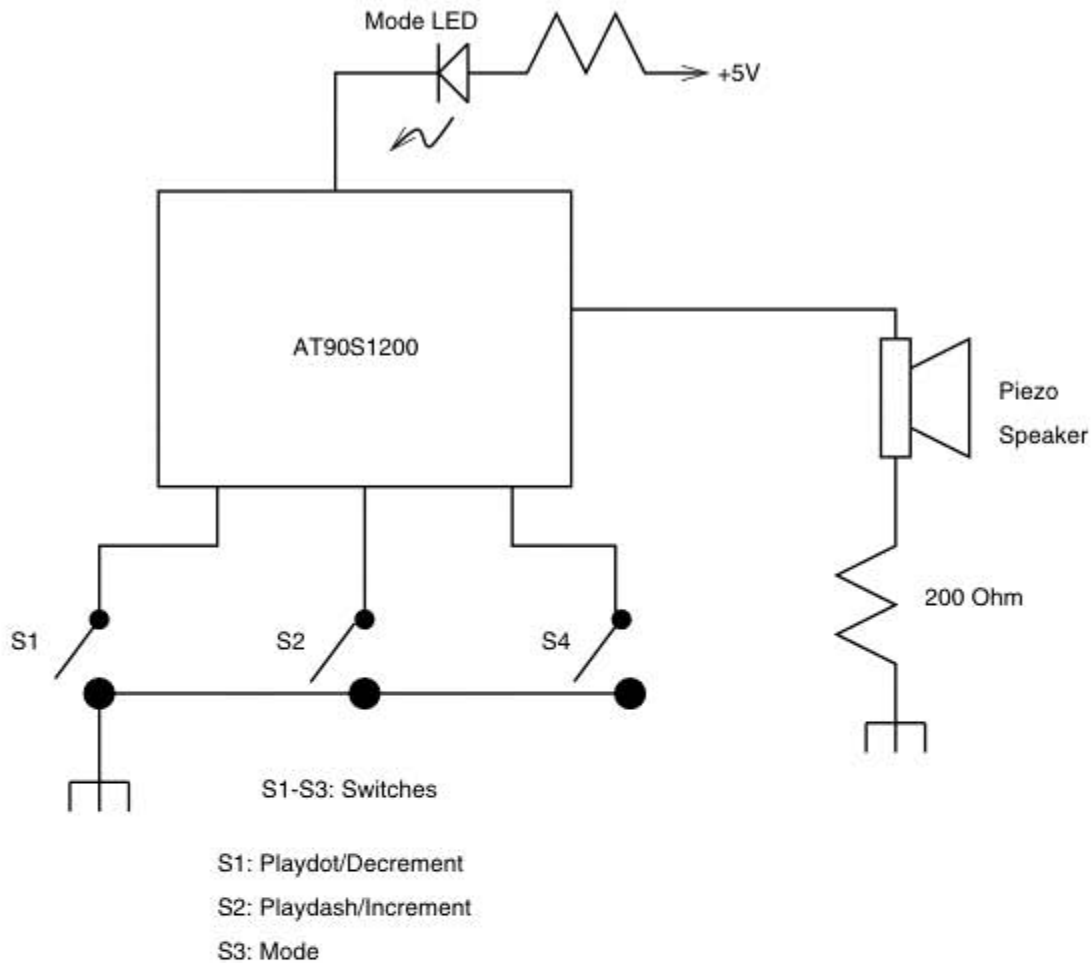 Mode LED
+5V
AT90S1200
Piezo
Speaker
200 Ohm
S1
S2
S4
S1-S3: Switches
S1: Playdot/Decrement
S2: Playdash/Increment
S3: Mode